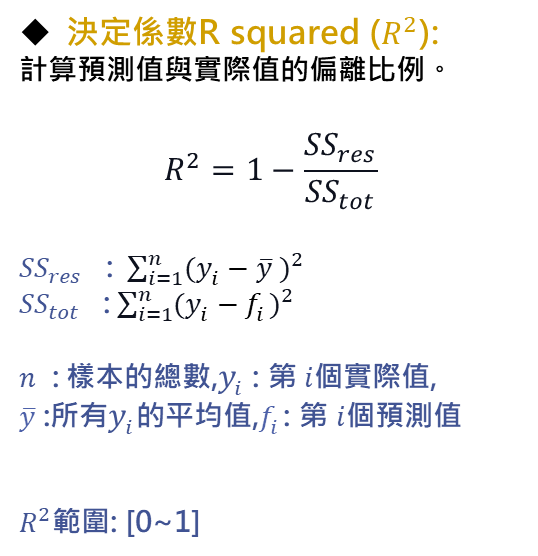 ◆ 決定係數R squared (𝑅²):
計算預測值與實際值的偏離比例。
𝑅² = 1 − 𝑆𝑆ᵣₑₛ / 𝑆𝑆ₜₒₜ
𝑆𝑆ᵣₑₛ : ∑ⁿᵢ₌₁(𝑦ᵢ − ȳ )²
𝑆𝑆ₜₒₜ : ∑ⁿᵢ₌₁(𝑦ᵢ − 𝑓ᵢ)²
𝑛 : 樣本的總數,𝑦ᵢ : 第 𝑖個實際值,
ȳ :所有𝑦ᵢ的平均值,𝑓ᵢ : 第 𝑖個預測值
𝑅²範圍: [0~1]